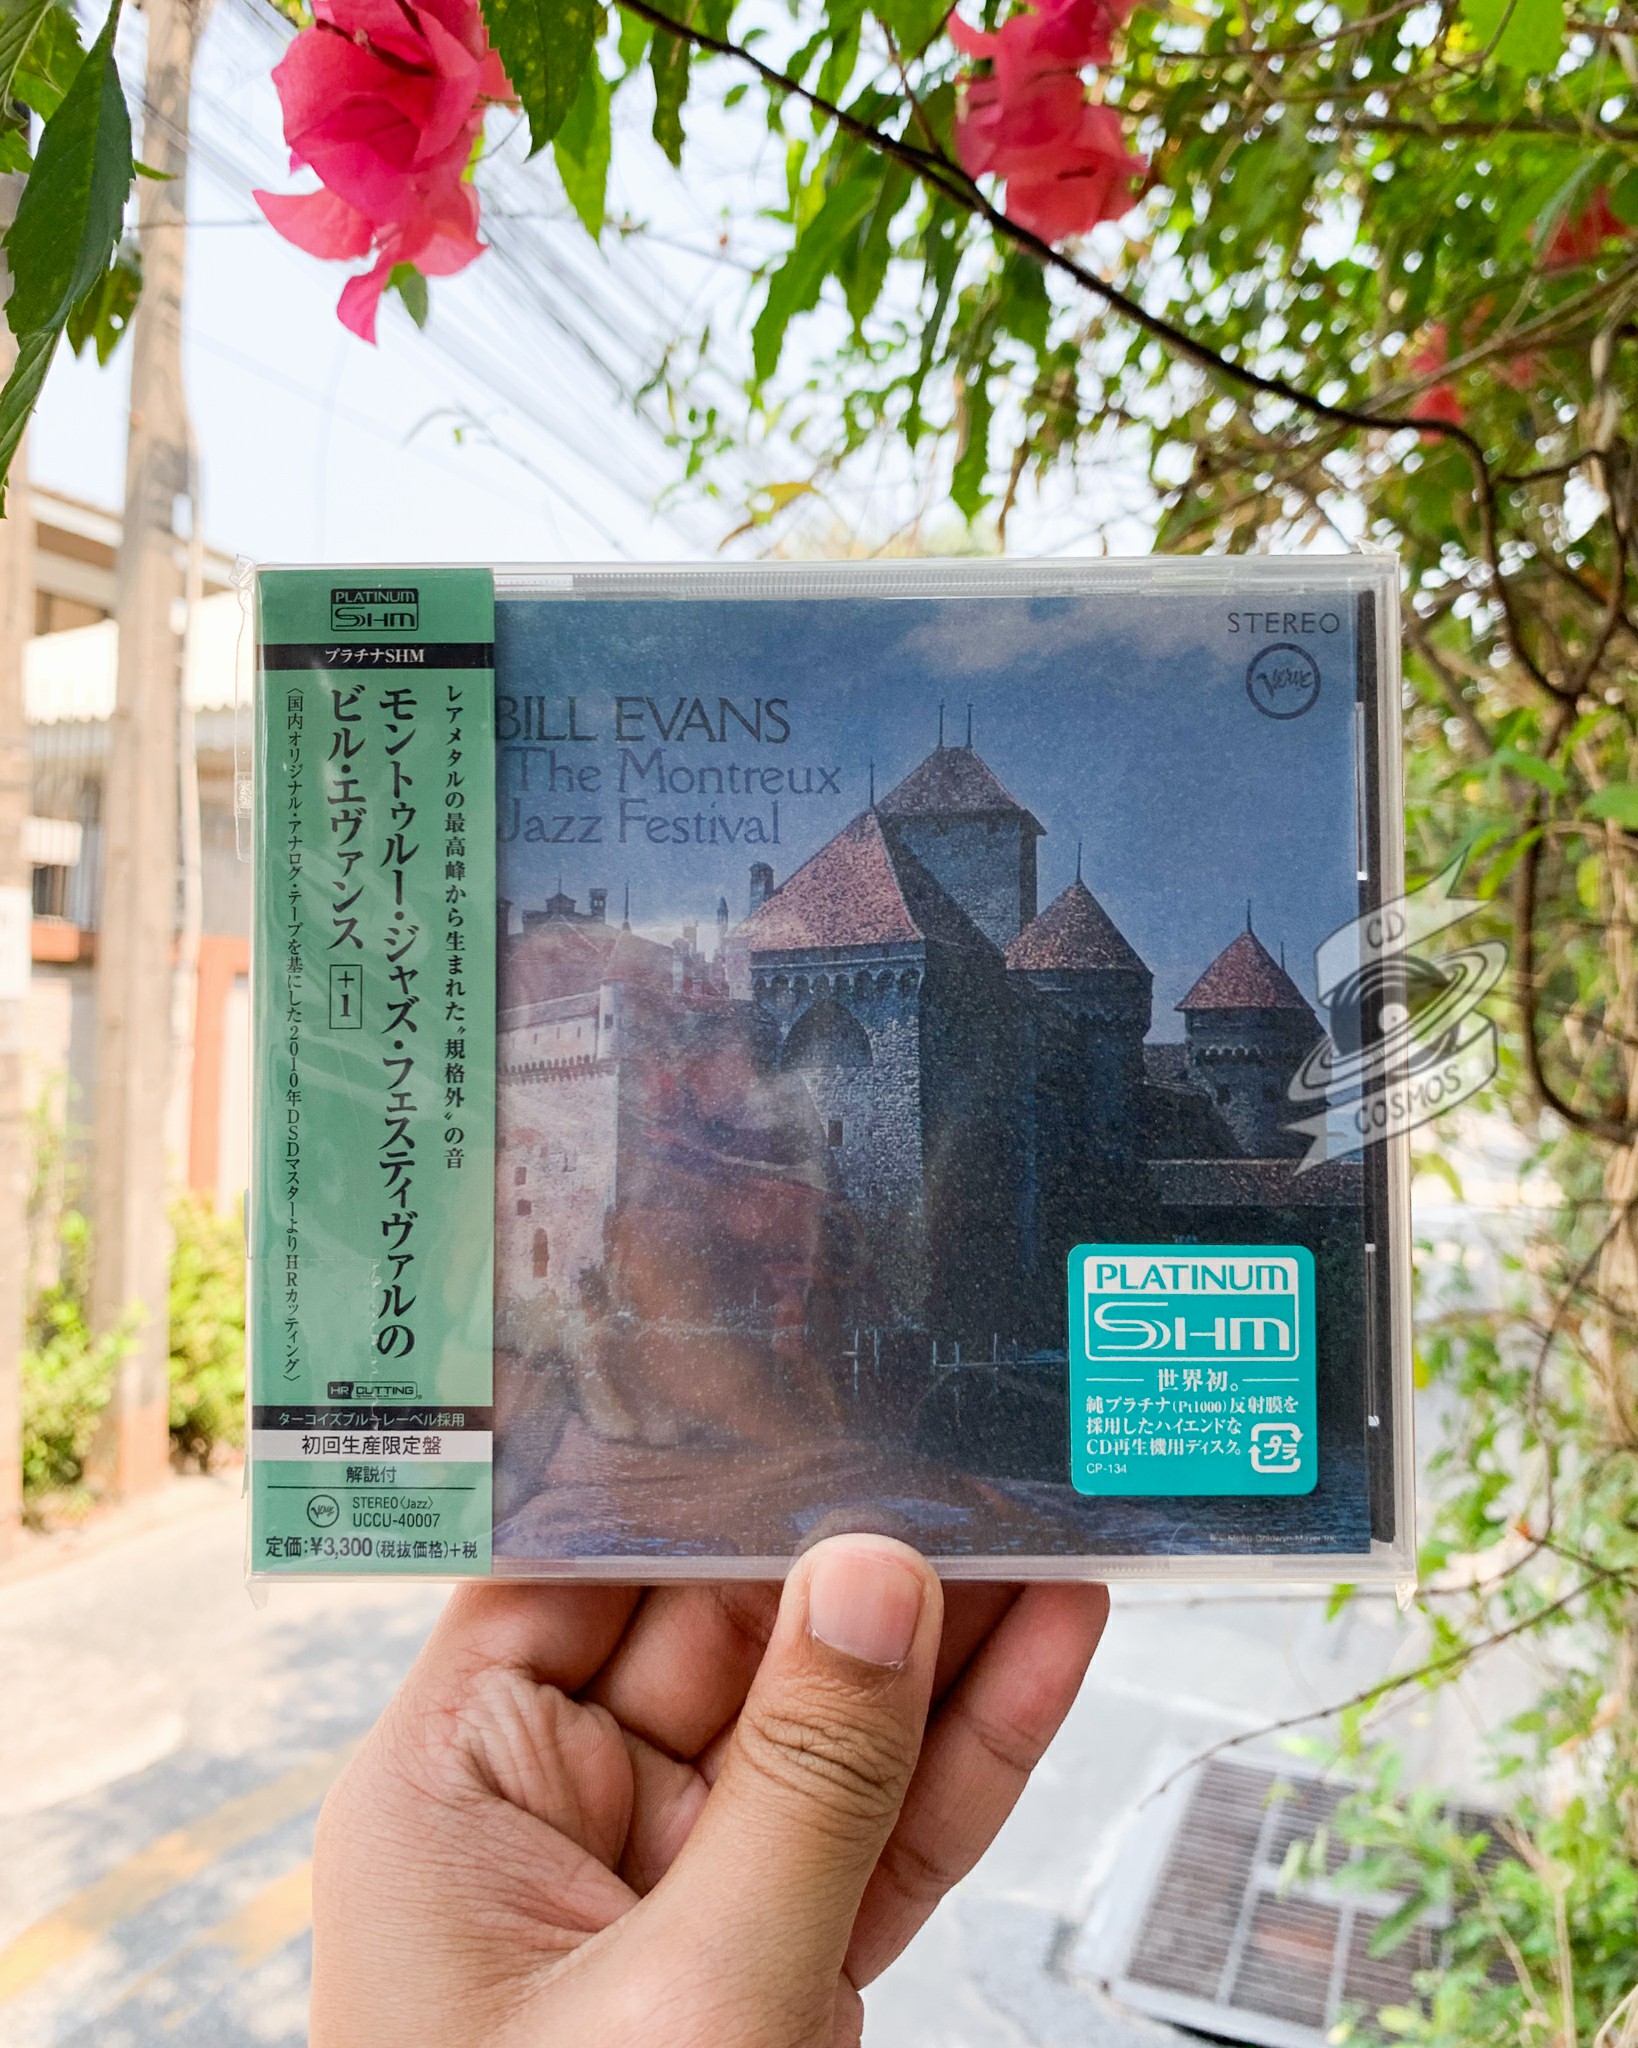 PLATINUM
SHM
プラチナSHM
レアメタルの最高峰から生まれた〝規格外〟の音
モントゥルー・ジャズ・フェスティヴァルの
ビル・エヴァンス +1
〈国内オリジナル・アナログ・テープを基にした2010年DSDマスターよりHRカッティング〉
HR CUTTING
ターコイズブルーレーベル採用
初回生産限定盤
解説付
Verve
STEREO〈Jazz〉
UCCU-40007
定価:¥3,300(税抜価格)+税
STEREO
Verve
BILL EVANS
The Montreux
Jazz Festival
CD
COSMOS
PLATINUM
SHM
世界初。
純プラチナ(Pt1000)反射膜を
採用したハイエンドな
CD再生機用ディスク。
プラ
CP-134